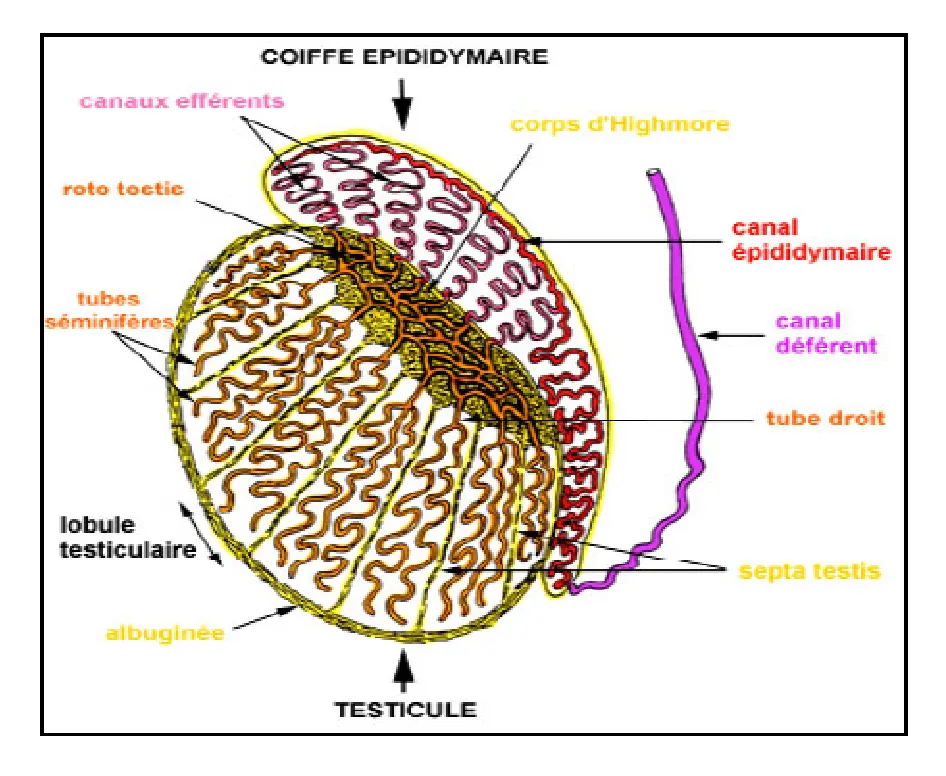 COIFFE EPIDIDYMAIRE
canaux efférents
corps d'Highmore
roto toctic
canal
épididymaire
tubes
séminifères
canal
déférent
tube droit
lobule
testiculaire
septa testis
albuginée
TESTICULE